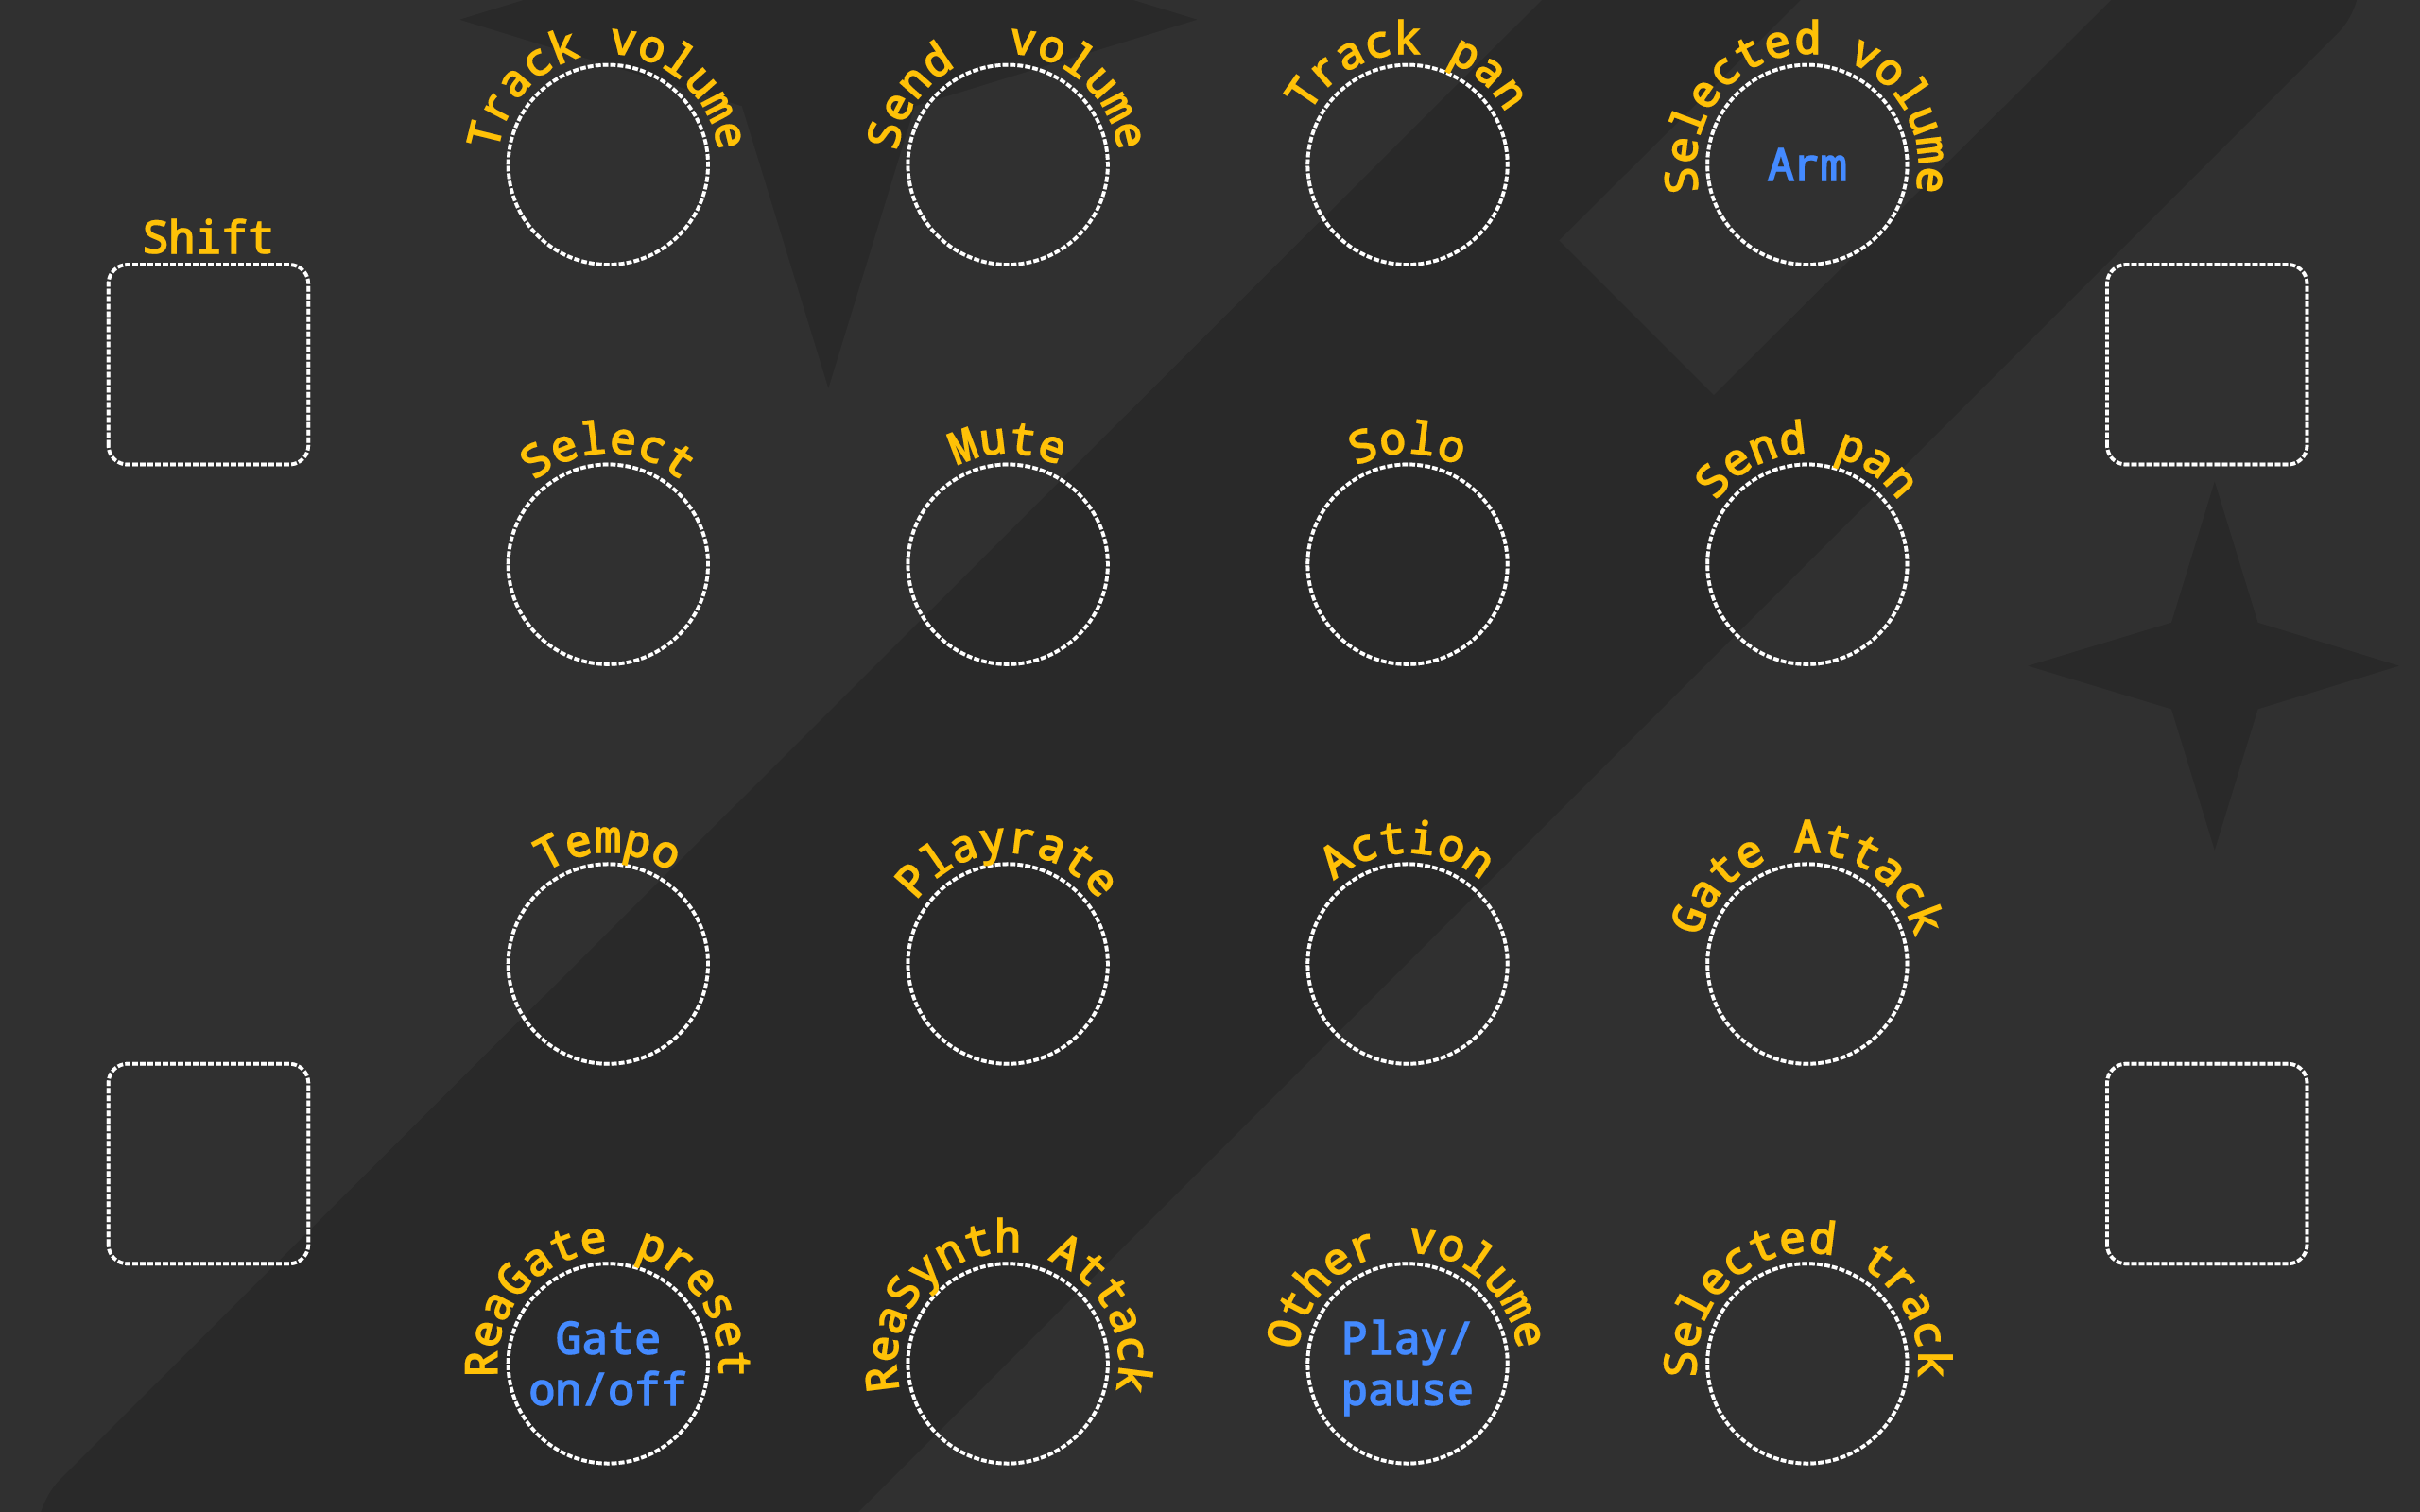 Track volume
Send volume
Track pan
Selected volume
Arm
Shift
Select
Mute
Solo
Send pan
Tempo
Playrate
Action
Gate Attack
ReaGate preset
Gate
on/off
ReaSynth Attack
Other volume
Play/
pause
Selected track